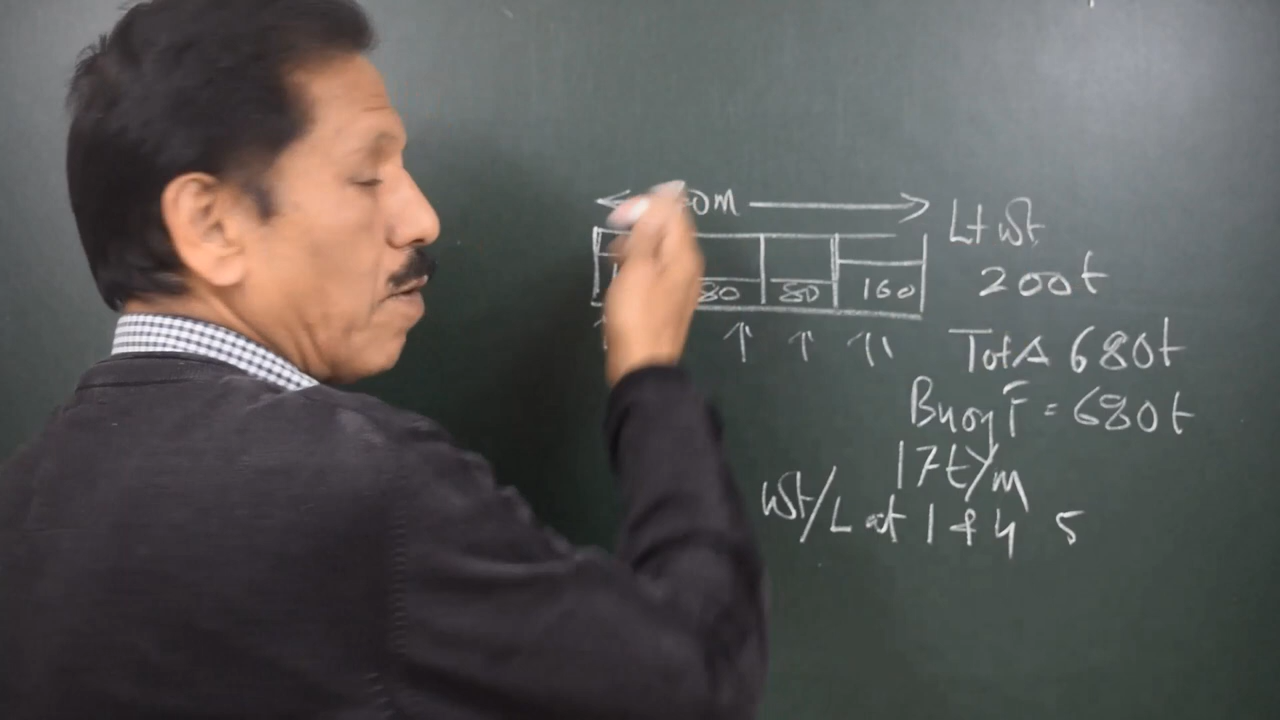 0m
Lt wt
80 80 160
200t
Tot Δ 680t
Buoy F = 680t
17t/m
wt/L at 1 & 4 5